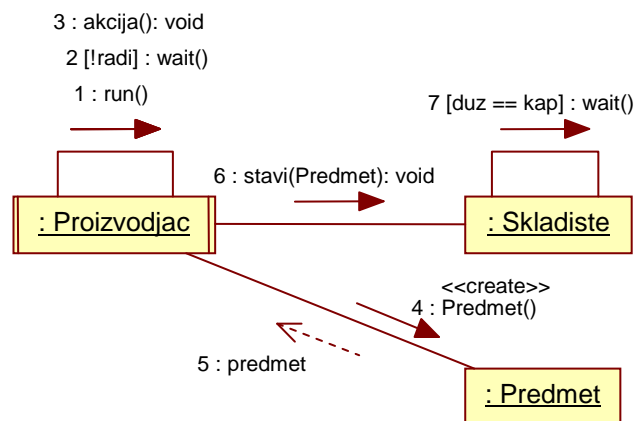 3 : akcija(): void
2 [!radi] : wait()
1 : run()
7 [duz == kap] : wait()
6 : stavi(Predmet): void
: Proizvodjac
: Skladiste
<<create>>
4 : Predmet()
5 : predmet
: Predmet